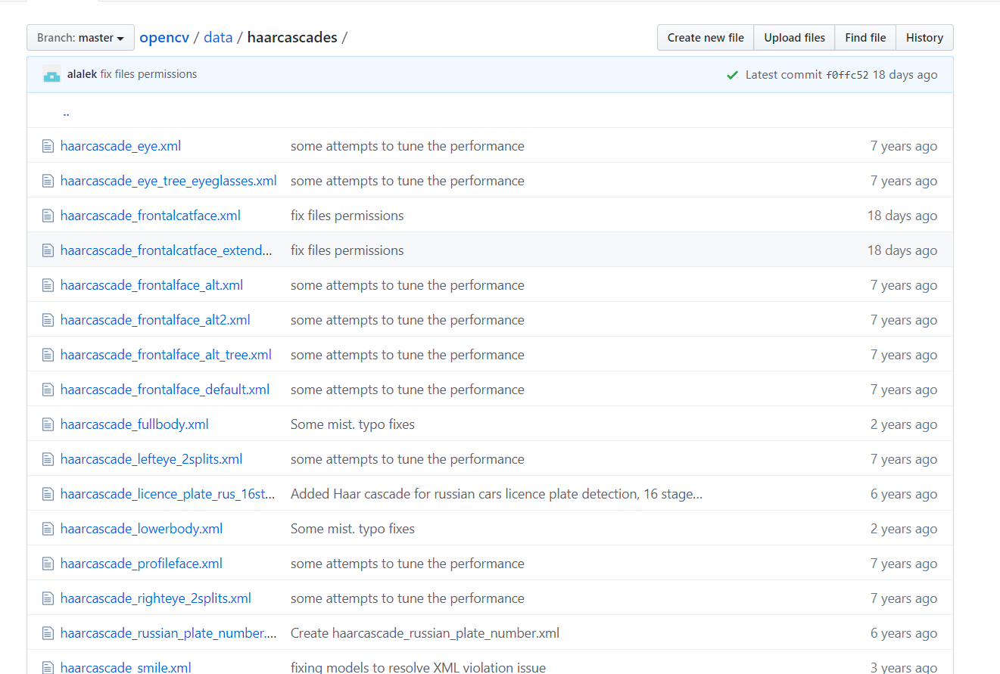 Branch: master
opencv / data / haarcascades /
Create new file Upload files Find file History
alalek fix files permissions Latest commit f0ffc52 18 days ago
..
haarcascade_eye.xml some attempts to tune the performance 7 years ago
haarcascade_eye_tree_eyeglasses.xml some attempts to tune the performance 7 years ago
haarcascade_frontalcatface.xml fix files permissions 18 days ago
haarcascade_frontalcatface_extend... fix files permissions 18 days ago
haarcascade_frontalface_alt.xml some attempts to tune the performance 7 years ago
haarcascade_frontalface_alt2.xml some attempts to tune the performance 7 years ago
haarcascade_frontalface_alt_tree.xml some attempts to tune the performance 7 years ago
haarcascade_frontalface_default.xml some attempts to tune the performance 7 years ago
haarcascade_fullbody.xml Some mist. typo fixes 2 years ago
haarcascade_lefteye_2splits.xml some attempts to tune the performance 7 years ago
haarcascade_licence_plate_rus_16st... Added Haar cascade for russian cars licence plate detection, 16 stage... 6 years ago
haarcascade_lowerbody.xml Some mist. typo fixes 2 years ago
haarcascade_profileface.xml some attempts to tune the performance 7 years ago
haarcascade_righteye_2splits.xml some attempts to tune the performance 7 years ago
haarcascade_russian_plate_number.... Create haarcascade_russian_plate_number.xml 6 years ago
haarcascade_smile.xml fixing models to resolve XML violation issue 3 years ago